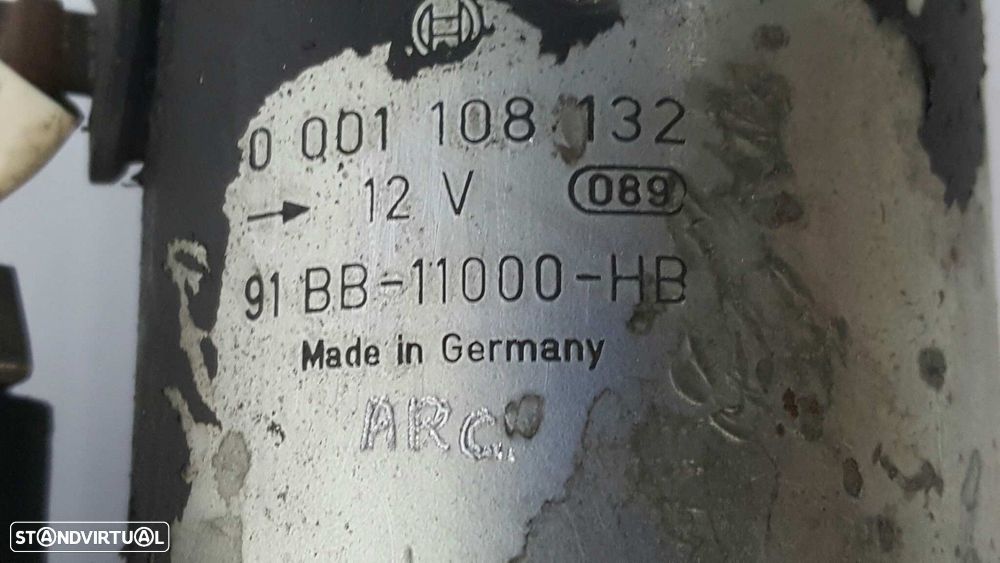 0 001 108 132
→ 12 V 089
91 BB-11000-HB
Made in Germany
ARC
STANDVIRTUAL